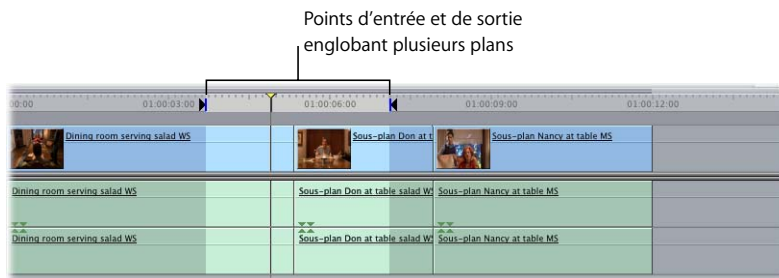 Points d’entrée et de sortie
englobant plusieurs plans
00:00 01:00:03:00 01:00:06:00 01:00:09:00 01:00:12:00
Dining room serving salad WS Sous-plan Don at t Sous-plan Nancy at table MS
Dining room serving salad WS Sous-plan Don at table salad WS Sous-plan Nancy at table MS
Dining room serving salad WS Sous-plan Don at table salad WS Sous-plan Nancy at table MS